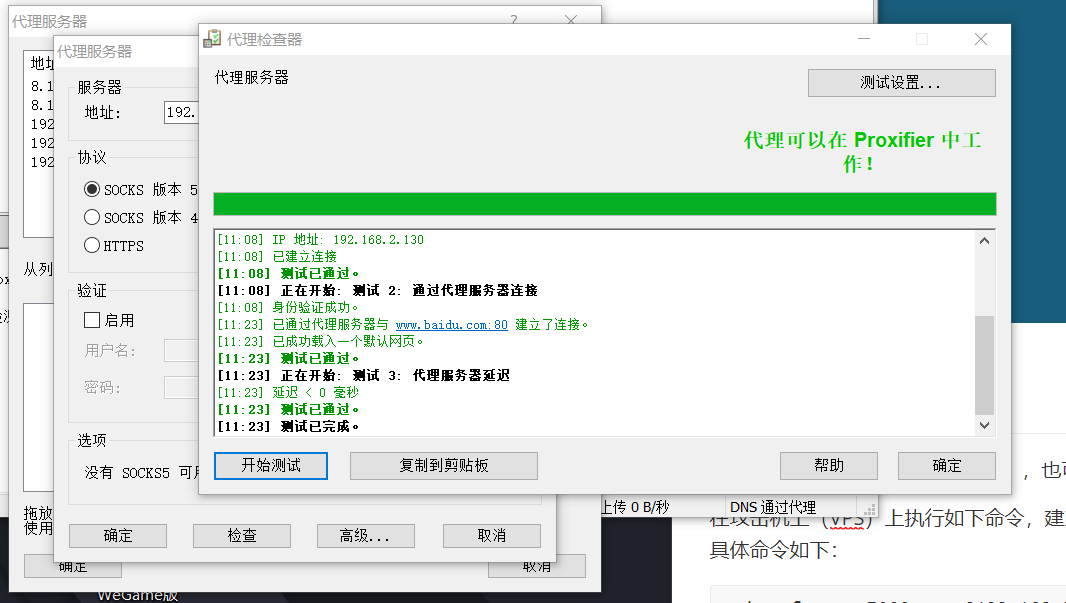 代理服务器
?
代理服务器
代理检查器
地址
8.1
8.1
192
192
192
从列
拖放
使用
确定
取消
服务器
地址:
192.
协议
SOCKS 版本 5
SOCKS 版本 4
HTTPS
验证
启用
用户名:
密码:
选项
没有 SOCKS5 可用
确定
检查
高级...
取消
代理服务器
测试设置...
代理可以在 Proxifier 中工
作!
[11:08] IP 地址: 192.168.2.130
[11:08] 已建立连接
[11:08] 测试已通过。
[11:08] 正在开始: 测试 2: 通过代理服务器连接
[11:08] 身份验证成功。
[11:23] 已通过代理服务器与 www.baidu.com:80 建立了连接。
[11:23] 已成功载入一个默认网页。
[11:23] 测试已通过。
[11:23] 正在开始: 测试 3: 代理服务器延迟
[11:23] 延迟 < 0 毫秒
[11:23] 测试已通过。
[11:23] 测试已完成。
开始测试
复制到剪贴板
帮助
确定
上传 0 B/秒
DNS 通过代理
，也可
在攻击机上（VPS）上执行如下命令，建
具体命令如下：
WeGame版